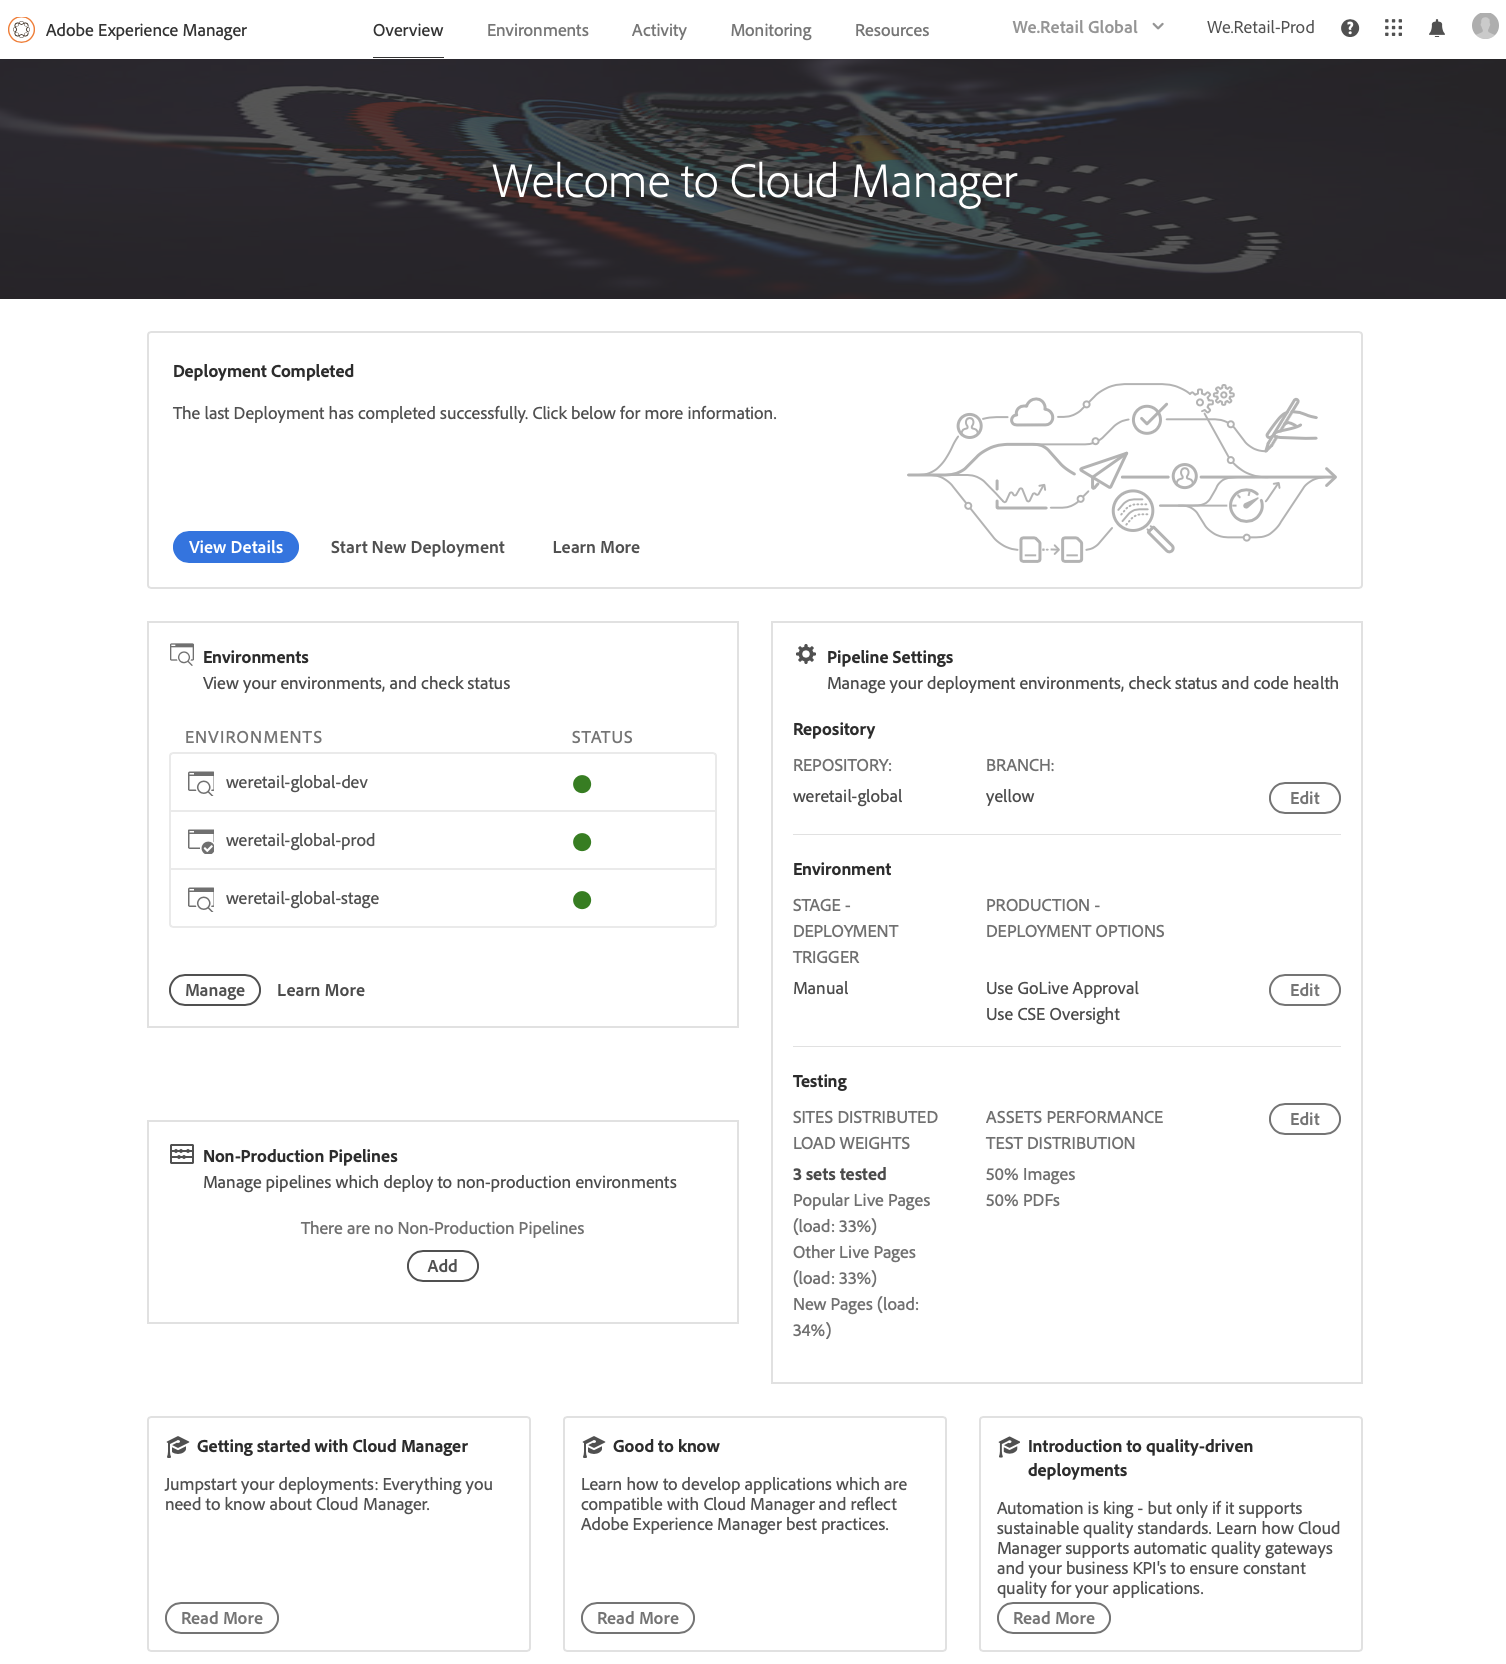 Adobe Experience Manager
Overview
Environments
Activity
Monitoring
Resources
We.Retail Global
We.Retail-Prod
Welcome to Cloud Manager
Deployment Completed
The last Deployment has completed successfully. Click below for more information.
View Details
Start New Deployment
Learn More
Environments
View your environments, and check status
ENVIRONMENTS
STATUS
weretail-global-dev
weretail-global-prod
weretail-global-stage
Manage
Learn More
Non-Production Pipelines
Manage pipelines which deploy to non-production environments
There are no Non-Production Pipelines
Add
Pipeline Settings
Manage your deployment environments, check status and code health
Repository
REPOSITORY:
BRANCH:
weretail-global
yellow
Edit
Environment
STAGE -
DEPLOYMENT
TRIGGER
PRODUCTION -
DEPLOYMENT OPTIONS
Manual
Use GoLive Approval
Use CSE Oversight
Edit
Testing
SITES DISTRIBUTED
LOAD WEIGHTS
ASSETS PERFORMANCE
TEST DISTRIBUTION
Edit
3 sets tested
Popular Live Pages
(load: 33%)
Other Live Pages
(load: 33%)
New Pages (load:
34%)
50% Images
50% PDFs
Getting started with Cloud Manager
Jumpstart your deployments: Everything you
need to know about Cloud Manager.
Read More
Good to know
Learn how to develop applications which are
compatible with Cloud Manager and reflect
Adobe Experience Manager best practices.
Read More
Introduction to quality-driven
deployments
Automation is king - but only if it supports
sustainable quality standards. Learn how Cloud
Manager supports automatic quality gateways
and your business KPI's to ensure constant
quality for your applications.
Read More